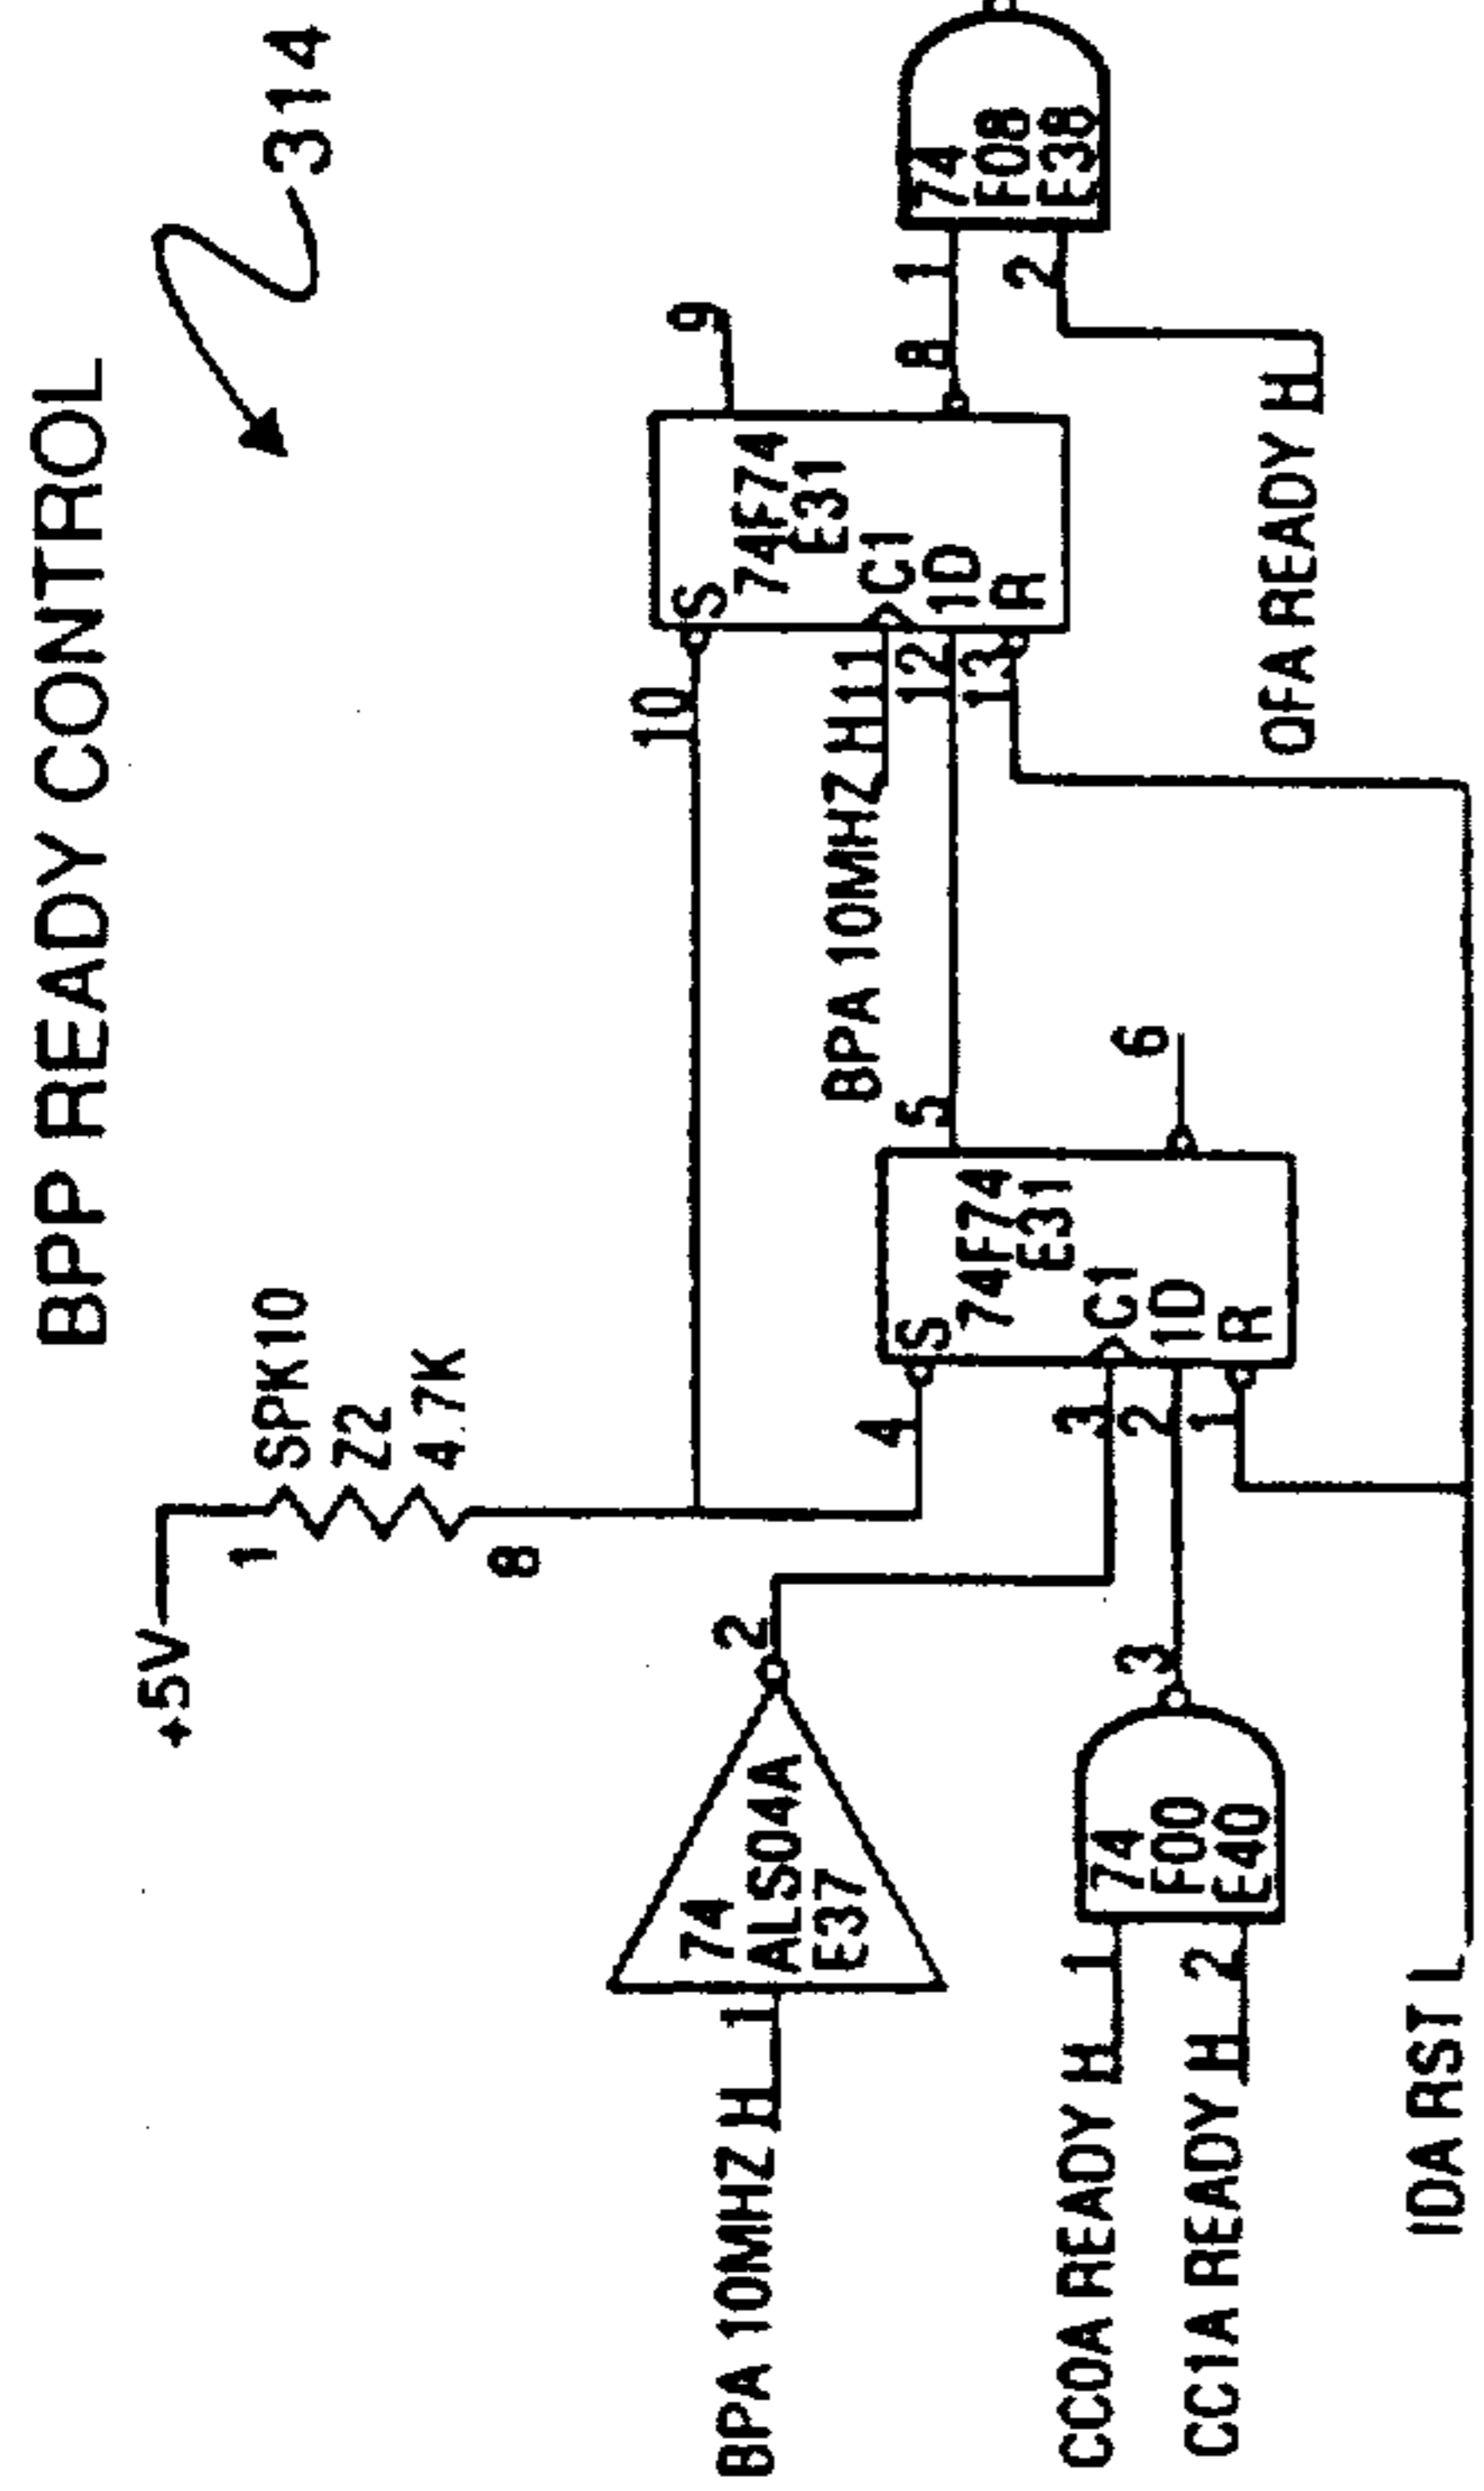 BPP READY CONTROL
314
+5V
1
SPK10
Z2
4.7K
8
10
9
S
74F74
E31
C1
1D
R
BPA 10MHZ H
11
12
13
8
1
2
74
F08
E38
OFA READY H
BPA 10MHZ H
1
74
ALS04A
E37
2
4
3
2
1
S
74F74
E31
C1
1D
R
5
6
CC0A READY H
1
CC1A READY H
2
74
F00
E40
3
IDA RST L